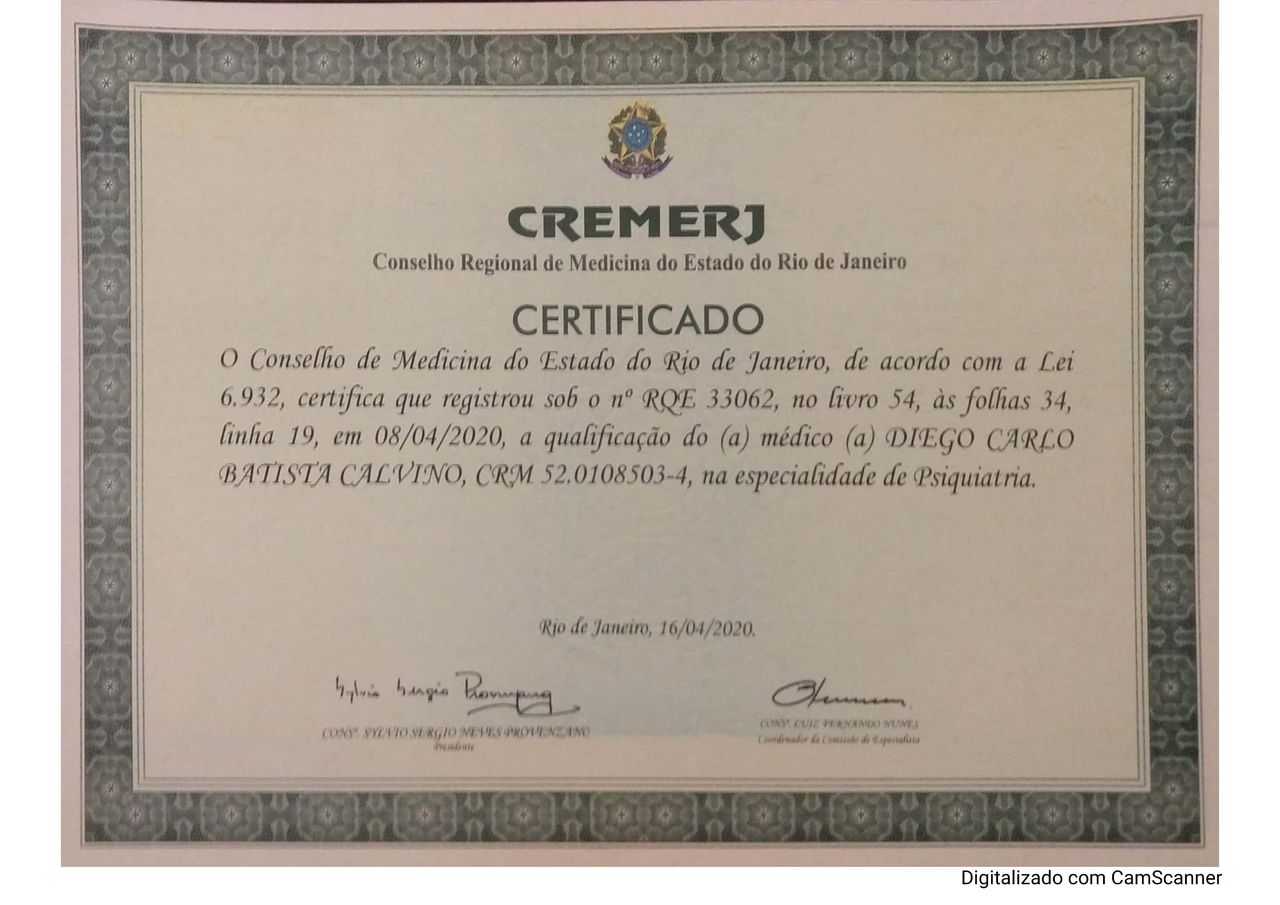 CREMERJ
Conselho Regional de Medicina do Estado do Rio de Janeiro
CERTIFICADO
O Conselho de Medicina do Estado do Rio de Janeiro, de acordo com a Lei
6.932, certifica que registrou sob o nº RQE 33062, no livro 54, às folhas 34,
linha 19, em 08/04/2020, a qualificação do (a) médico (a) DIEGO CARLO
BATISTA CALVINO, CRM 52.0108503-4, na especialidade de Psiquiatria.
Rio de Janeiro, 16/04/2020.
Sylvio Sergio
CONSº. SYLVIO SERGIO NEVES PROVENZANO
Presidente
CONSº. LUIZ FERNANDO NUNES
Coordenador da Comissão de Especialista
Digitalizado com CamScanner